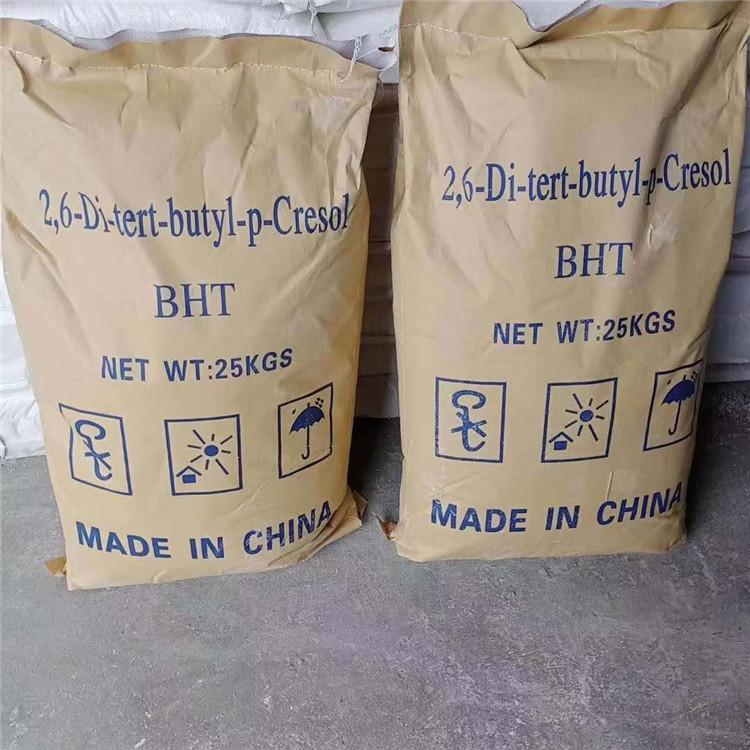 2,6-Di-tert-butyl-p-Cresol
BHT
NET WT:25KGS
MADE IN CHINA
2,6-Di-tert-butyl-p-Cresol
BHT
NET WT:25KGS
MADE IN CHINA